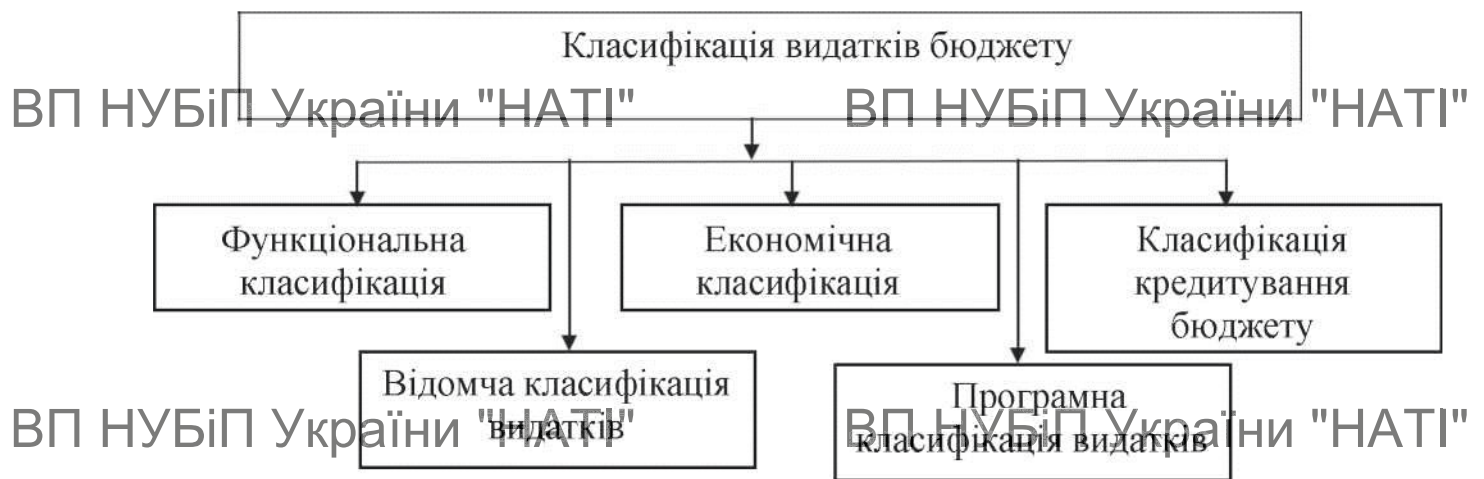 Класифікація видатків бюджету
ВП НУБіП України "НАТІ" ВП НУБіП України "НАТІ"
Функціональна
класифікація
Економічна
класифікація
Класифікація
кредитування
бюджету
Відомча класифікація
видатків
Програмна
класифікація видатків
ВП НУБіП України "НАТІ" ВП НУБіП України "НАТІ"